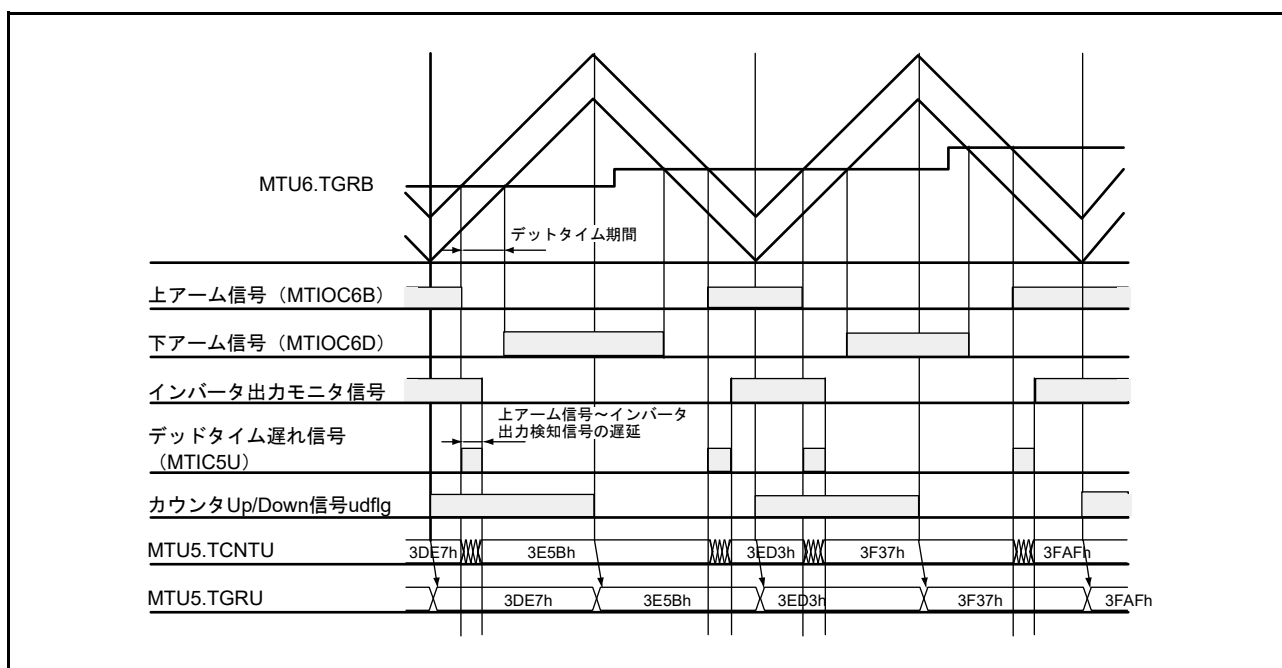 MTU6.TGRB
デットタイム期間
上アーム信号（MTIOC6B）
下アーム信号（MTIOC6D）
インバータ出力モニタ信号
上アーム信号～インバータ
出力検知信号の遅延
デッドタイム遅れ信号
（MTIC5U）
カウンタUp/Down信号udflg
MTU5.TCNTU 3DE7h 3E5Bh 3ED3h 3F37h 3FAFh
MTU5.TGRU 3DE7h 3E5Bh 3ED3h 3F37h 3FAFh